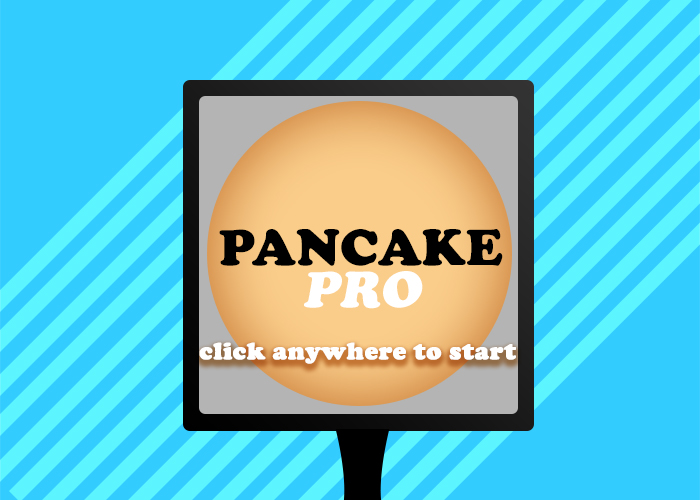 PANCAKE
PRO
click anywhere to start